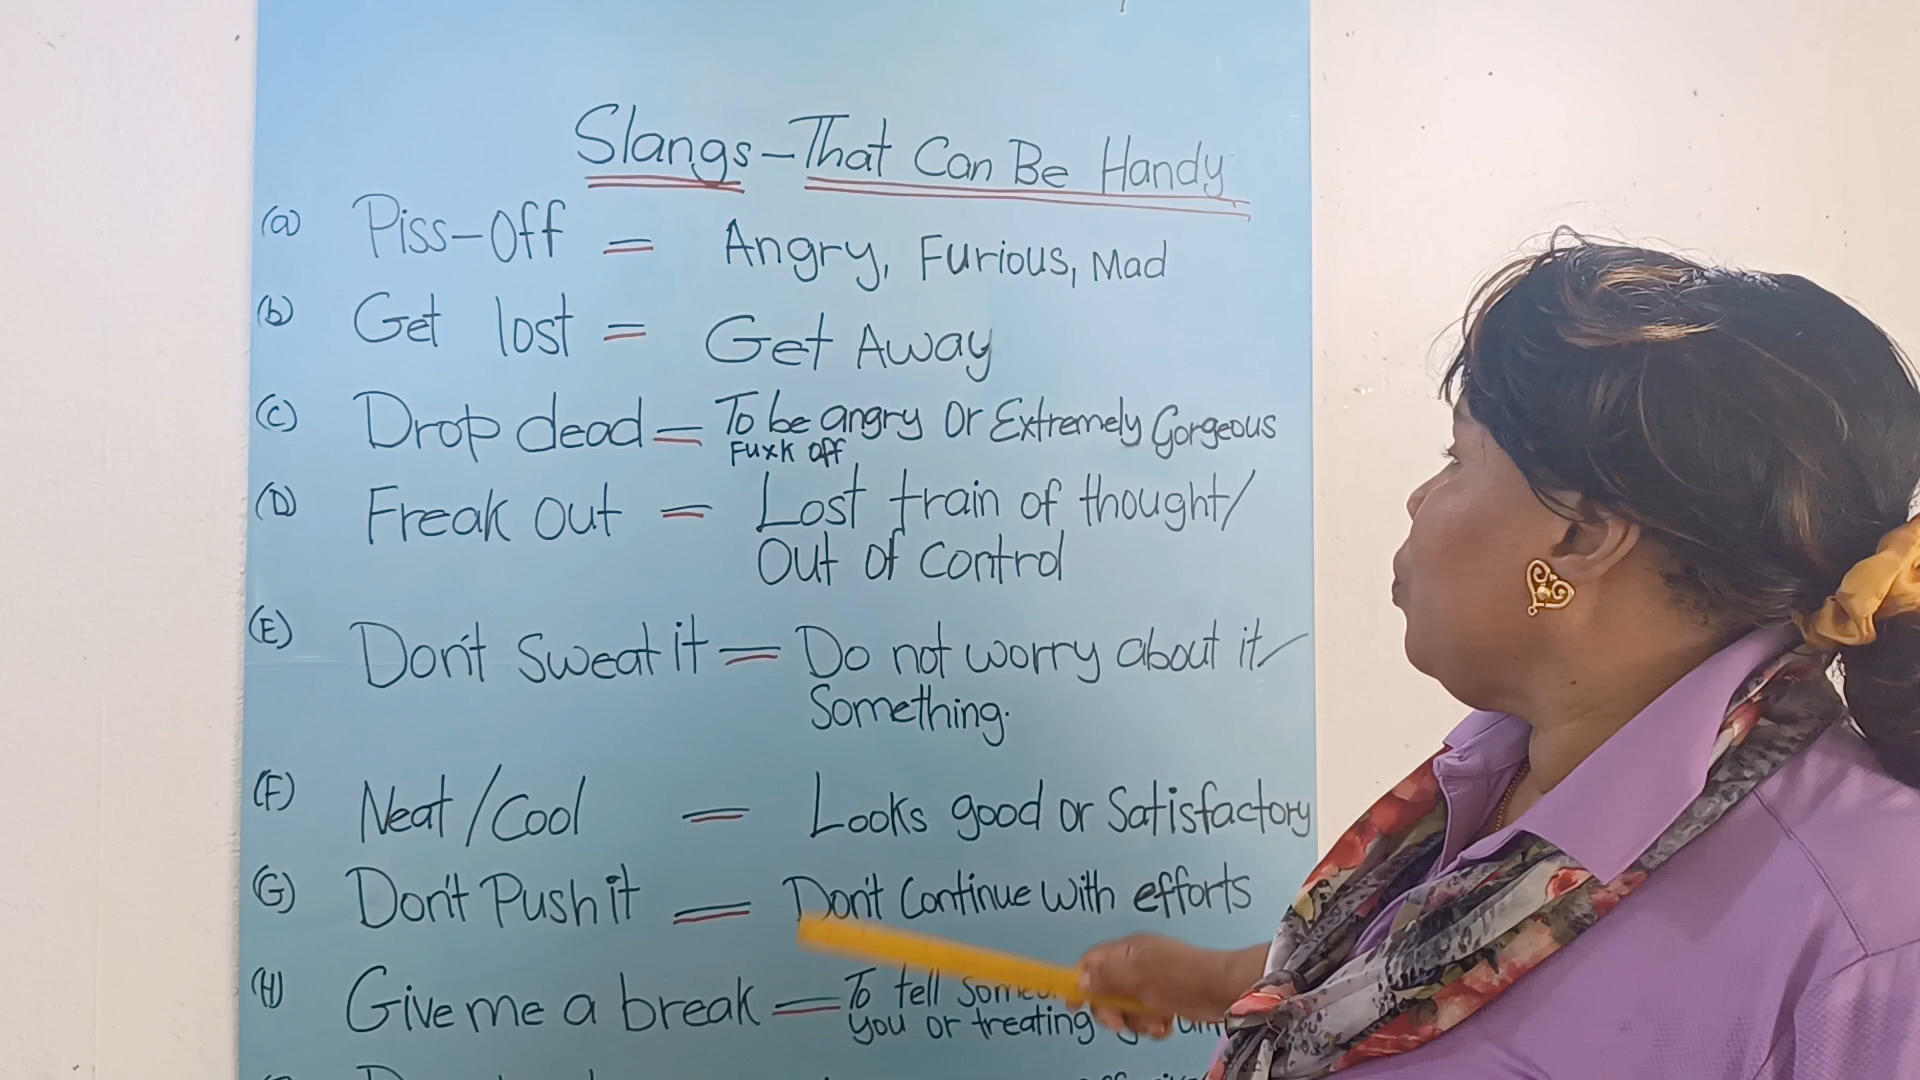 Slangs - That Can Be Handy
(a) Piss-Off = Angry, Furious, Mad
(b) Get lost = Get Away
(c) Drop dead = To be angry Or Extremely Gorgeous
Fuxk Off
(D) Freak Out = Lost train of thought/
Out of Control
(E) Don't Sweat it = Do not worry about it/
Something.
(F) Neat/Cool = Looks good or Satisfactory
(G) Don't Push it = Don't Continue With efforts
(H) Give me a break = To tell
you or treating